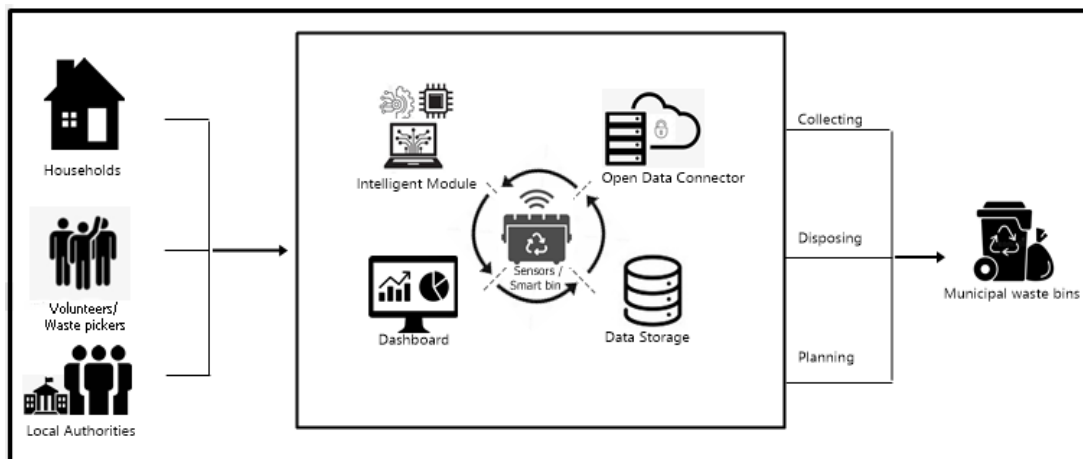 Households
Volunteers/
Waste pickers
Local Authorities
Intelligent Module
Open Data Connector
Sensors /
Smart bin
Dashboard
Data Storage
Collecting
Disposing
Planning
Municipal waste bins